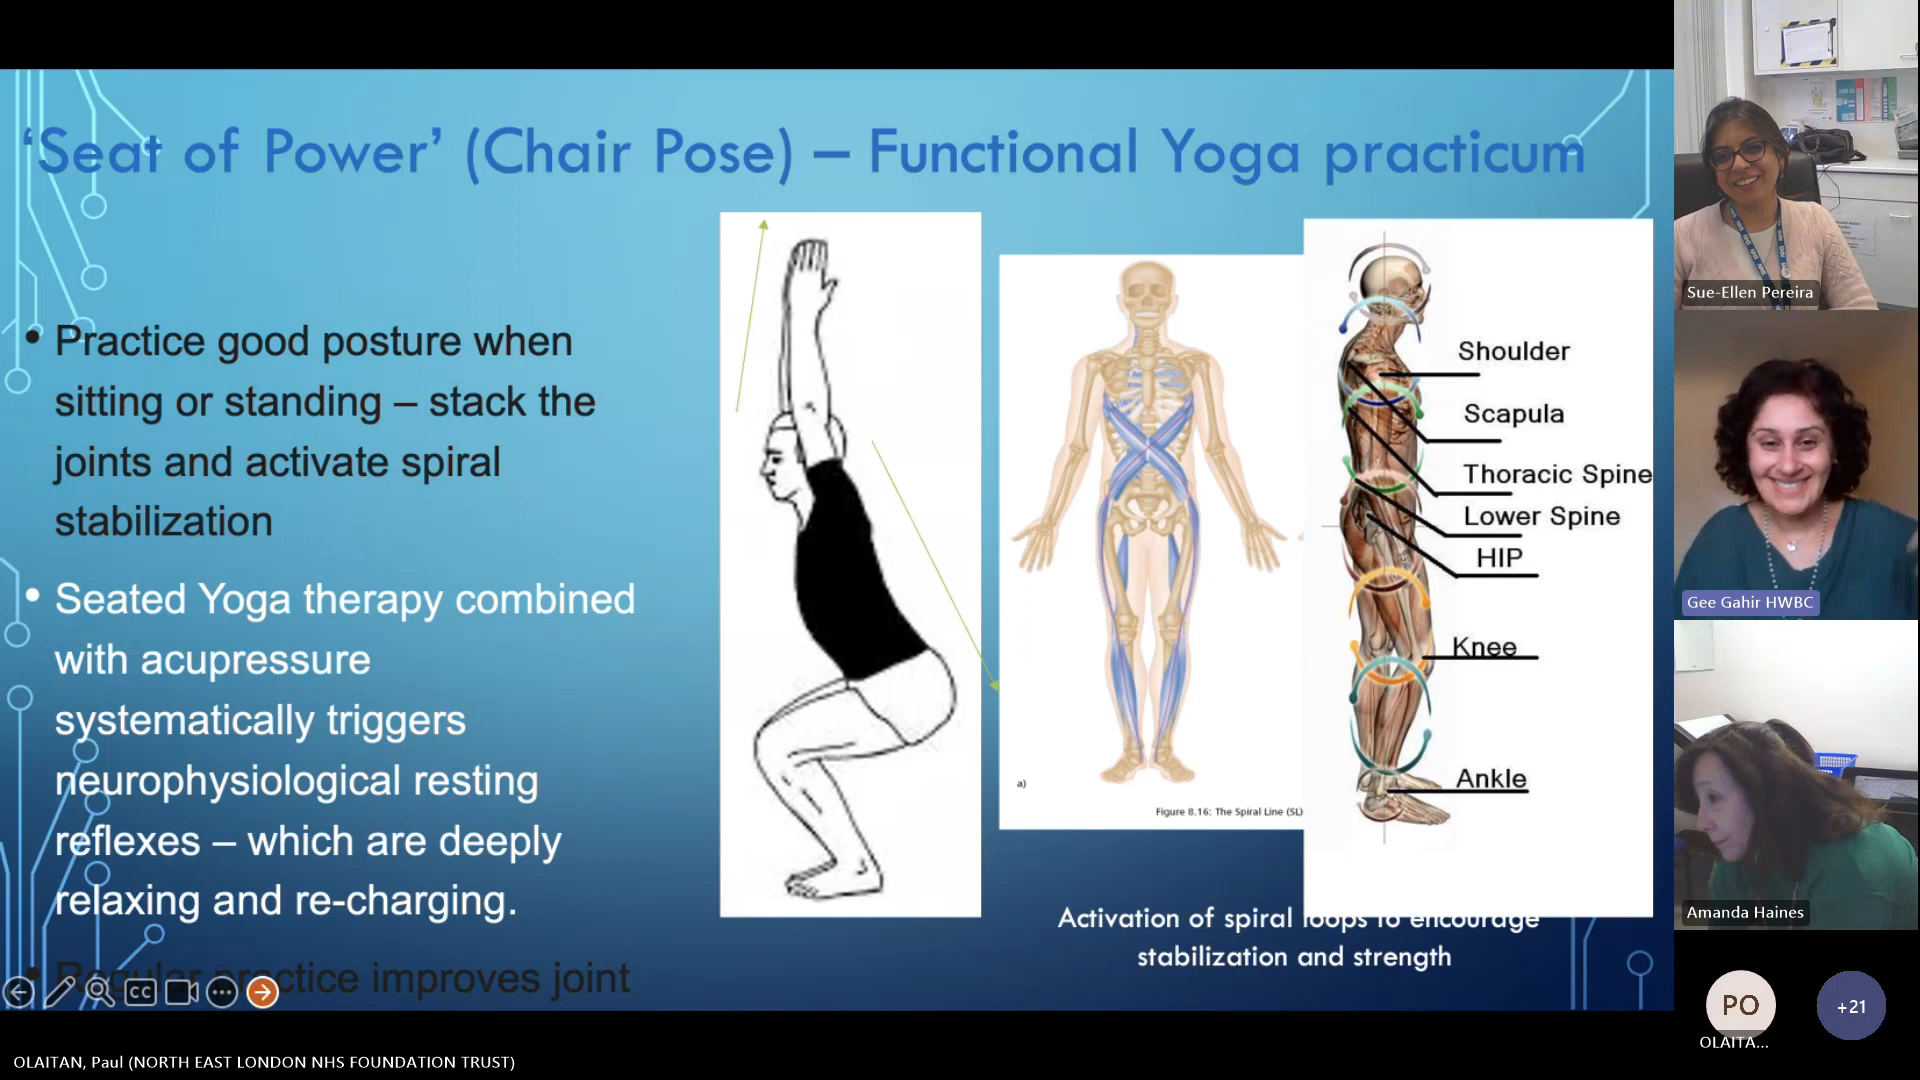 'Seat of Power' (Chair Pose) – Functional Yoga practicum
• Practice good posture when
sitting or standing – stack the
joints and activate spiral
stabilization
• Seated Yoga therapy combined
with acupressure
systematically triggers
neurophysiological resting
reflexes – which are deeply
relaxing and re-charging.
• Regular practice improves joint
a)
Figure 8.16: The Spiral Line (SL)
Shoulder
Scapula
Thoracic Spine
Lower Spine
HIP
Knee
Ankle
Activation of spiral loops to encourage
stabilization and strength
CC
Sue-Ellen Pereira
Gee Gahir HWBC
Amanda Haines
PO
OLAITA...
+21
OLAITAN, Paul (NORTH EAST LONDON NHS FOUNDATION TRUST)